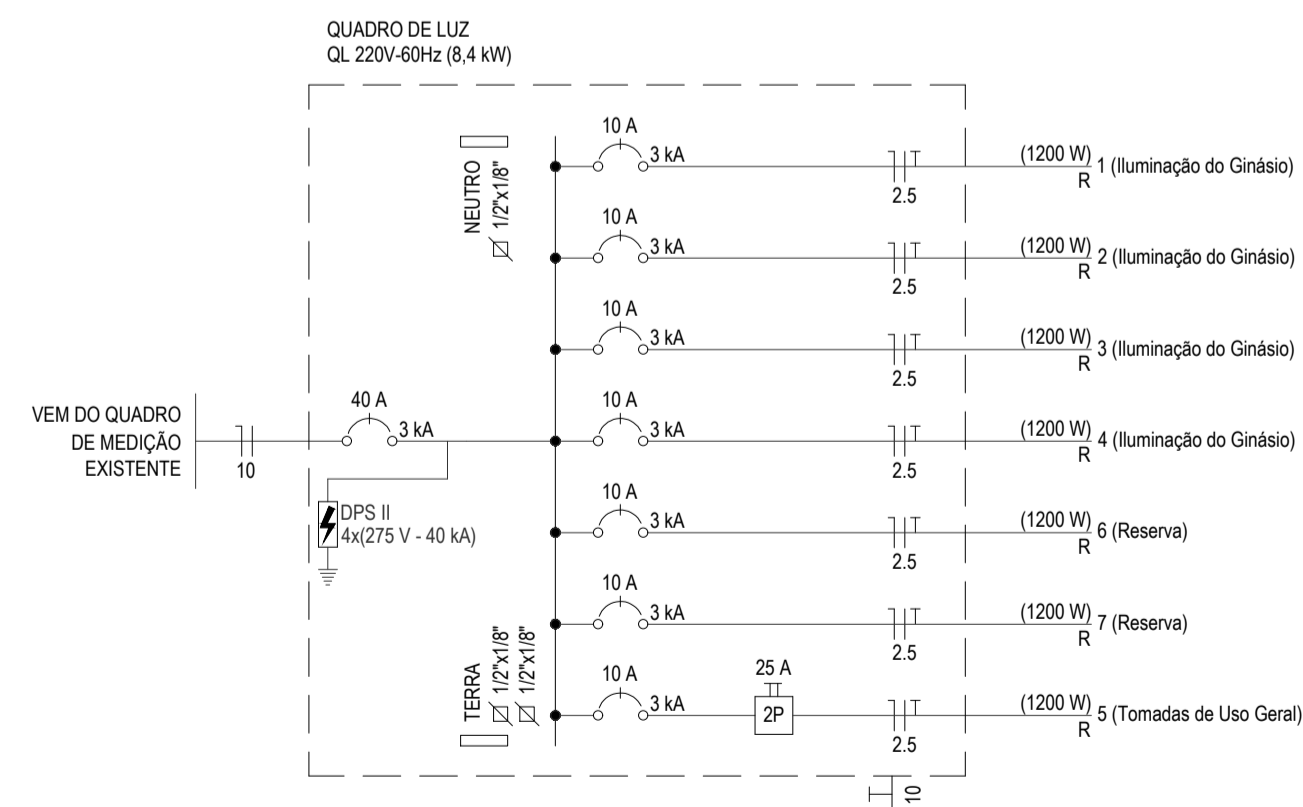 QUADRO DE LUZ
QL 220V-60Hz (8,4 kW)
NEUTRO
1/2"x1/8"
10 A
3 kA
2.5
(1200 W)
R
1 (Iluminação do Ginásio)
10 A
3 kA
2.5
(1200 W)
R
2 (Iluminação do Ginásio)
10 A
3 kA
2.5
(1200 W)
R
3 (Iluminação do Ginásio)
VEM DO QUADRO
DE MEDIÇÃO
EXISTENTE
10
40 A
3 kA
DPS II
4x(275 V - 40 kA)
10 A
3 kA
2.5
(1200 W)
R
4 (Iluminação do Ginásio)
10 A
3 kA
2.5
(1200 W)
R
6 (Reserva)
10 A
3 kA
2.5
(1200 W)
R
7 (Reserva)
TERRA
1/2"x1/8"
1/2"x1/8"
10 A
3 kA
25 A
2P
2.5
(1200 W)
R
5 (Tomadas de Uso Geral)
10